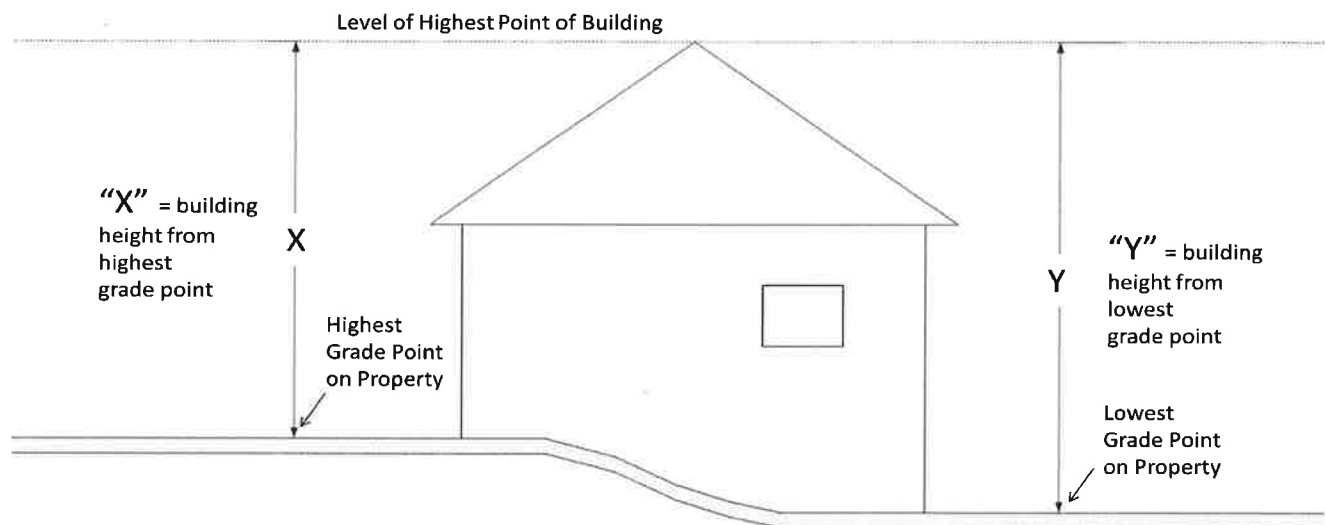 Level of Highest Point of Building
“X” = building
height from
highest
grade point
X
Highest
Grade Point
on Property
Y
“Y” = building
height from
lowest
grade point
Lowest
Grade Point
on Property